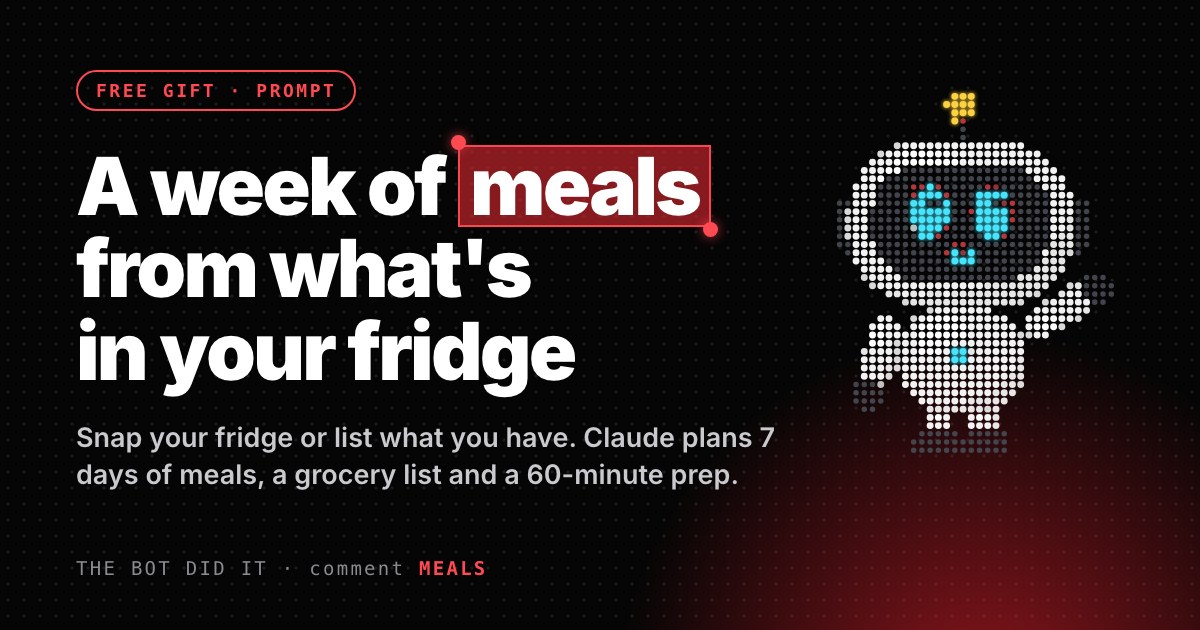 FREE GIFT · PROMPT
A week of meals
from what's
in your fridge
Snap your fridge or list what you have. Claude plans 7
days of meals, a grocery list and a 60-minute prep.
THE BOT DID IT · comment MEALS